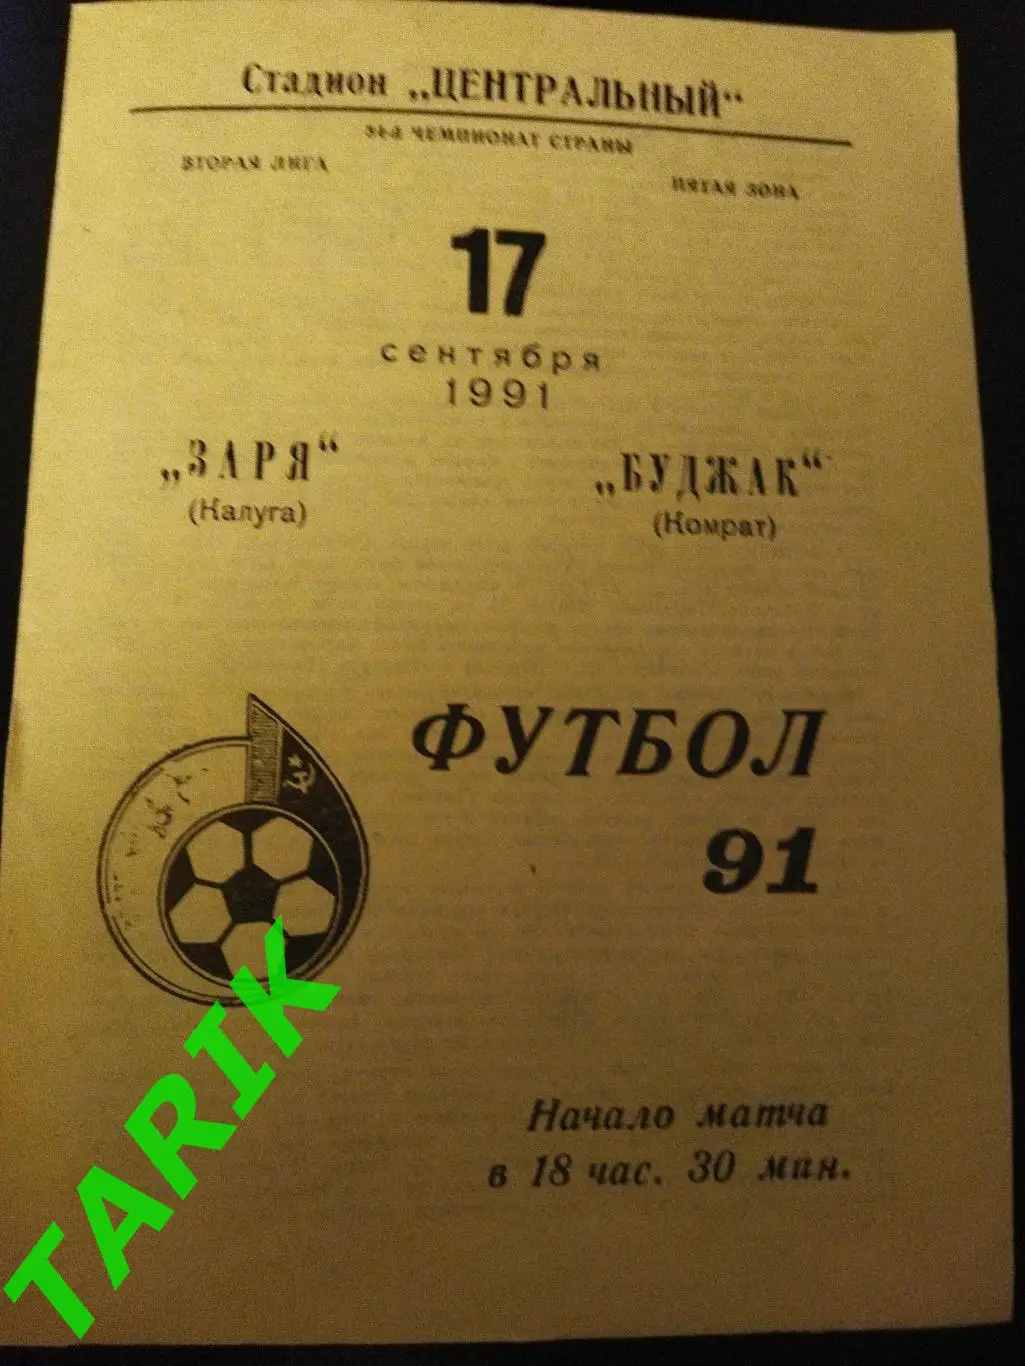 Стадион „ЦЕНТРАЛЬНЫЙ“
54-й ЧЕМПИОНАТ СТРАНЫ
ВТОРАЯ ЛИГА
ПЯТАЯ ЗОНА
17
сентября
1991
„ЗАРЯ“
(Калуга)
„БУДЖАК“
(Комрат)
ФУТБОЛ
91
Начало матча
в 18 час. 30 мин.
TARIK